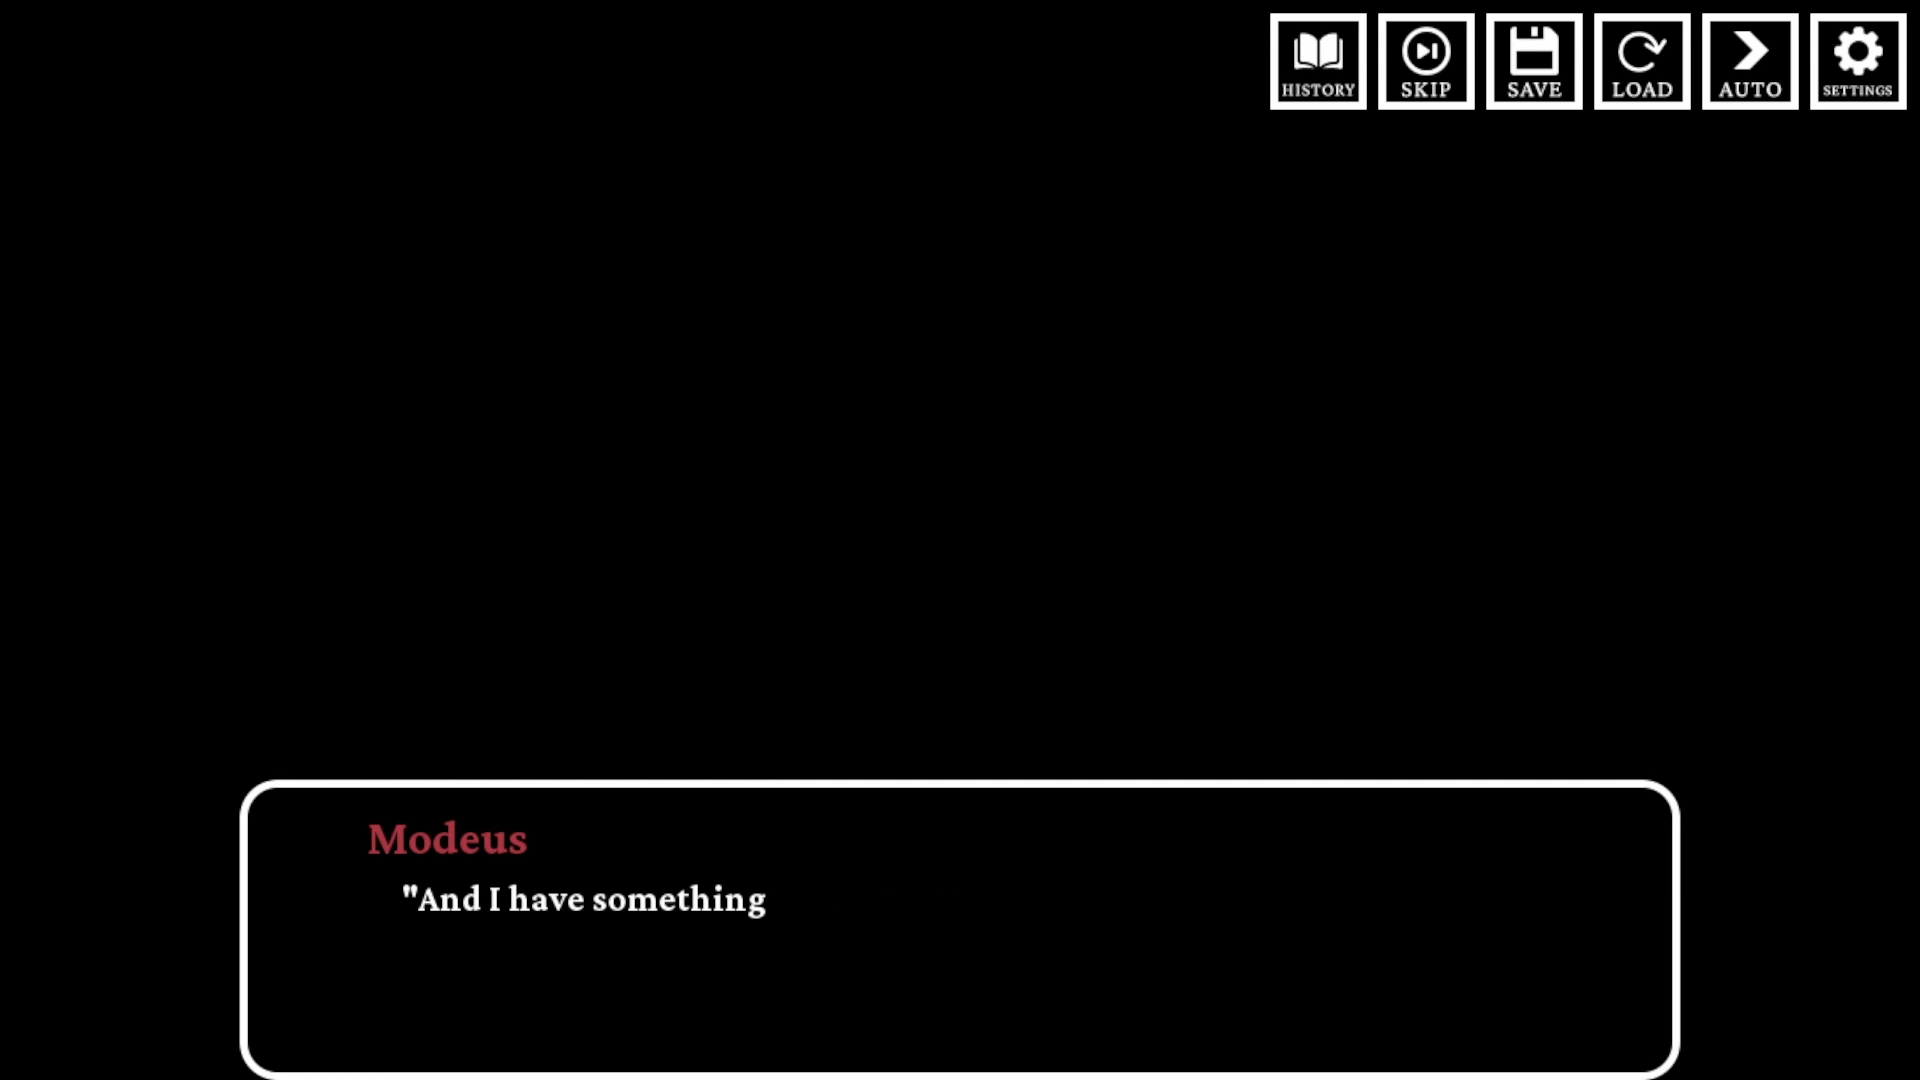 HISTORY
SKIP
SAVE
LOAD
AUTO
SETTINGS
Modeus
"And I have something